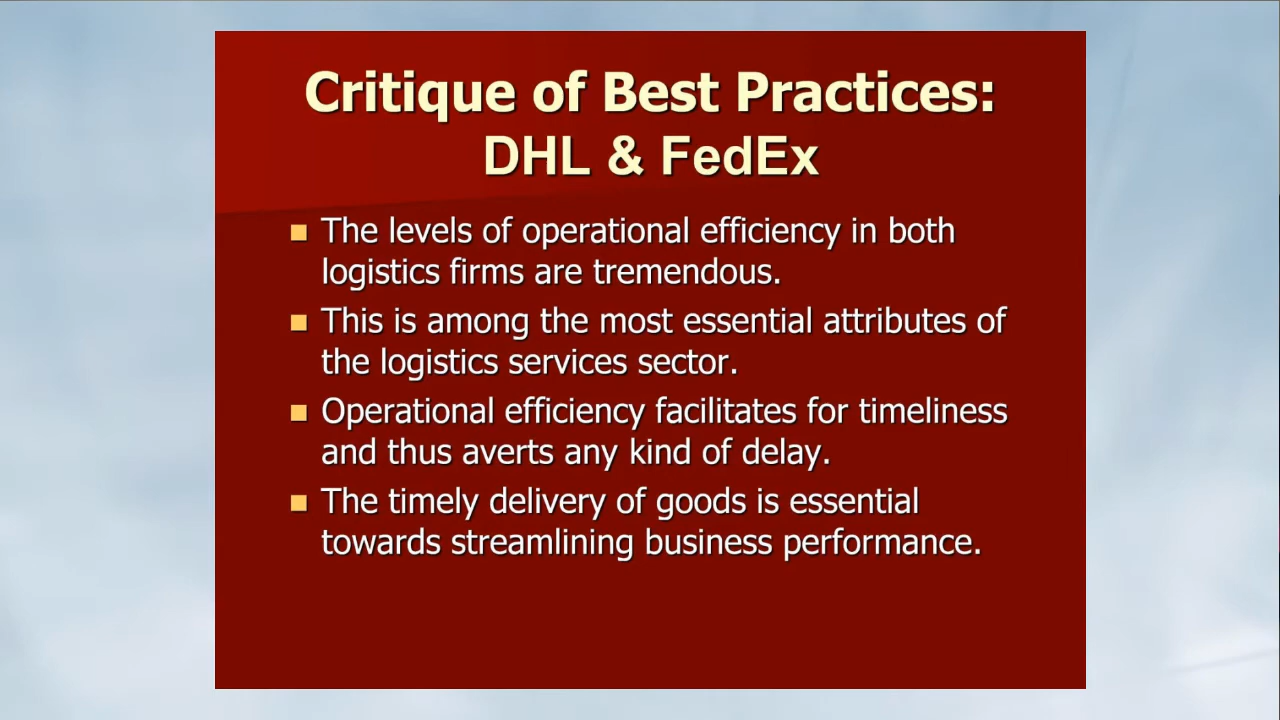 Critique of Best Practices:
DHL & FedEx
The levels of operational efficiency in both
logistics firms are tremendous.
This is among the most essential attributes of
the logistics services sector.
Operational efficiency facilitates for timeliness
and thus averts any kind of delay.
The timely delivery of goods is essential
towards streamlining business performance.